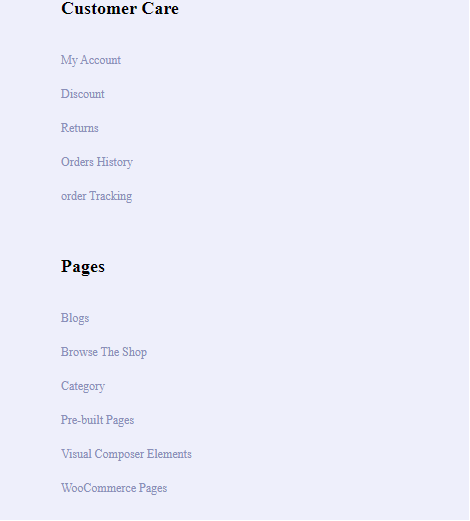 Customer Care
My Account
Discount
Returns
Orders History
order Tracking
Pages
Blogs
Browse The Shop
Category
Pre-built Pages
Visual Composer Elements
WooCommerce Pages